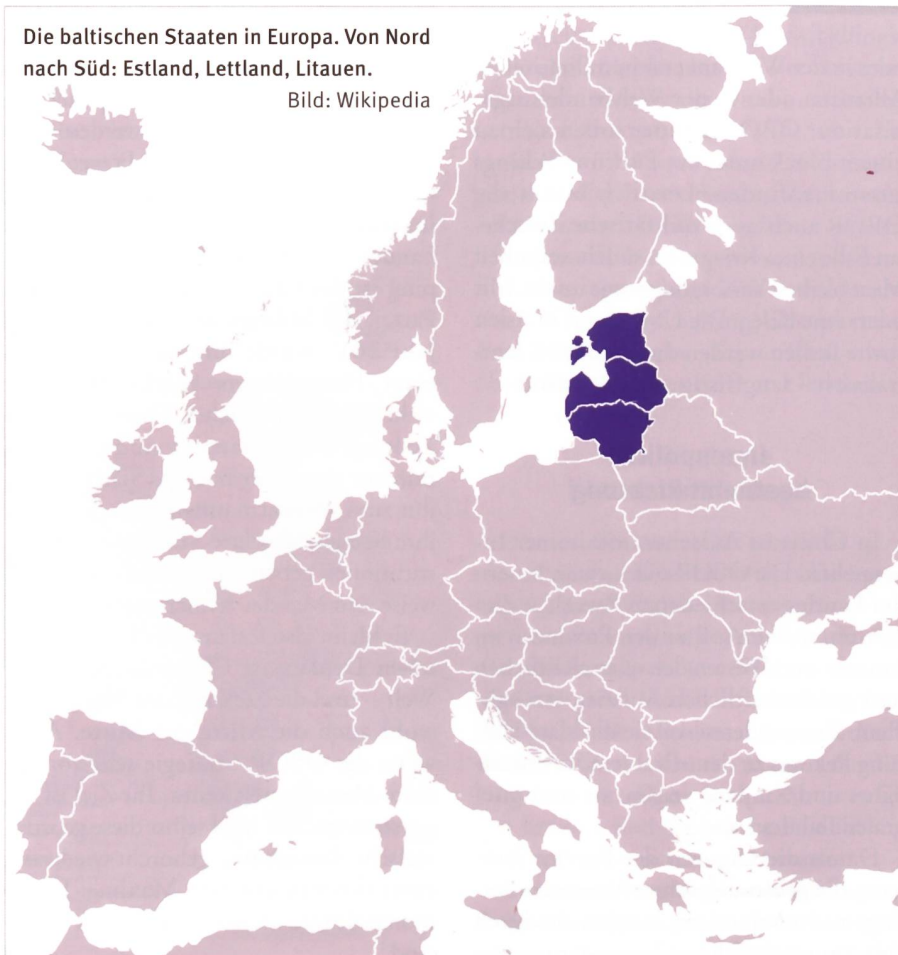 Die baltischen Staaten in Europa. Von Nord
nach Süd: Estland, Lettland, Litauen.
Bild: Wikipedia